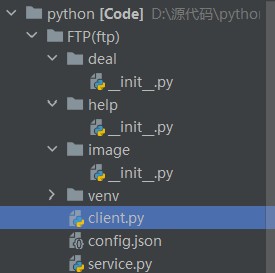 python [Code] D:\源代码\python
FTP(ftp)
deal
__init__.py
help
__init__.py
image
__init__.py
venv
client.py
config.json
service.py